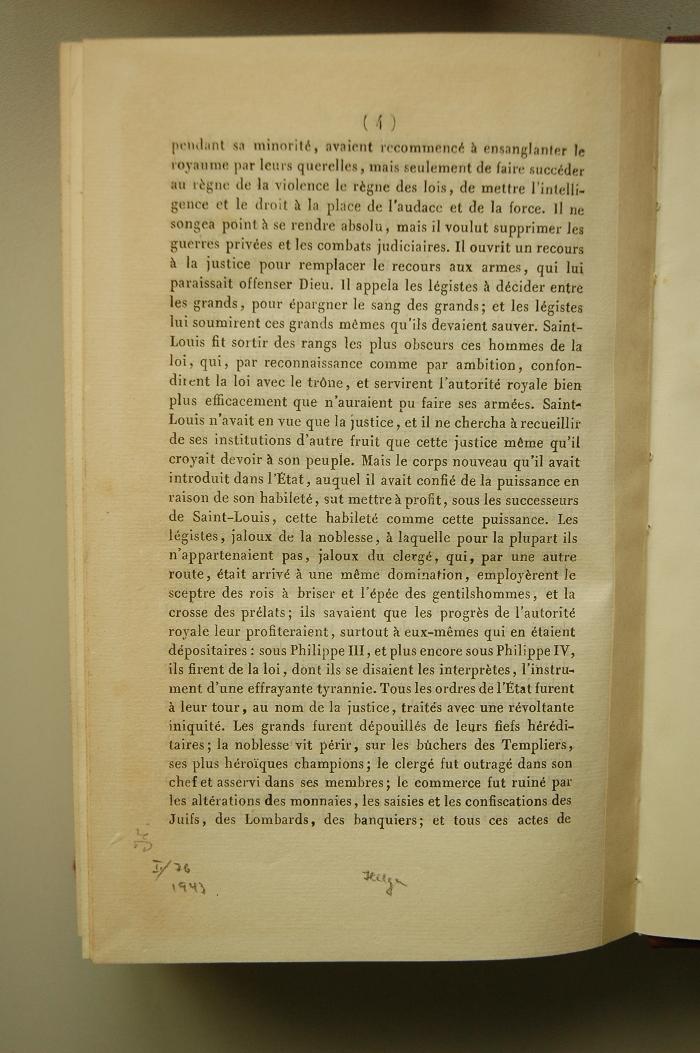 ( 4 )
pendant sa minorité, avaient recommencé à ensanglanter le
royaume par leurs querelles, mais seulement de faire succéder
au règne de la violence le règne des lois, de mettre l'intelli-
gence et le droit à la place de l'audace et de la force. Il ne
songea point à se rendre absolu, mais il voulut supprimer les
guerres privées et les combats judiciaires. Il ouvrit un recours
à la justice pour remplacer le recours aux armes, qui lui
paraissait offenser Dieu. Il appela les légistes à décider entre
les grands, pour épargner le sang des grands; et les légistes
lui soumirent ces grands mêmes qu'ils devaient sauver. Saint-
Louis fit sortir des rangs les plus obscurs ces hommes de la
loi, qui, par reconnaissance comme par ambition, confon-
dirent la loi avec le trône, et servirent l'autorité royale bien
plus efficacement que n'auraient pu faire ses armées. Saint-
Louis n'avait en vue que la justice, et il ne chercha à recueillir
de ses institutions d'autre fruit que cette justice même qu'il
croyait devoir à son peuple. Mais le corps nouveau qu'il avait
introduit dans l'État, auquel il avait confié de la puissance en
raison de son habileté, sut mettre à profit, sous les successeurs
de Saint-Louis, cette habileté comme cette puissance. Les
légistes, jaloux de la noblesse, à laquelle pour la plupart ils
n'appartenaient pas, jaloux du clergé, qui, par une autre
route, était arrivé à une même domination, employèrent le
sceptre des rois à briser et l'épée des gentilshommes, et la
crosse des prélats; ils savaient que les progrès de l'autorité
royale leur profiteraient, surtout à eux-mêmes qui en étaient
dépositaires : sous Philippe III, et plus encore sous Philippe IV,
ils firent de la loi, dont ils se disaient les interprètes, l'instru-
ment d'une effrayante tyrannie. Tous les ordres de l'État furent
à leur tour, au nom de la justice, traités avec une révoltante
iniquité. Les grands furent dépouillés de leurs fiefs hérédi-
taires; la noblesse vit périr, sur les bûchers des Templiers,
ses plus héroïques champions; le clergé fut outragé dans son
chef et asservi dans ses membres; le commerce fut ruiné par
les altérations des monnaies, les saisies et les confiscations des
Juifs, des Lombards, des banquiers; et tous ces actes de
I/26
1943